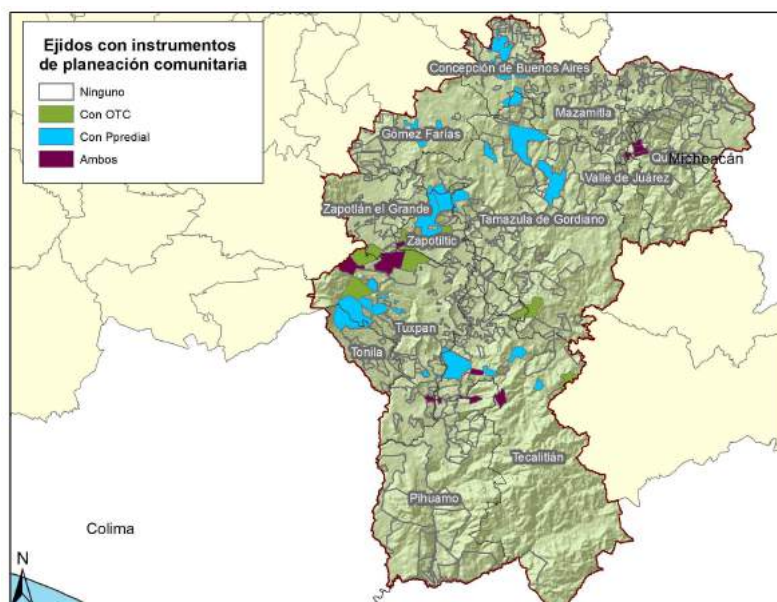 Ejidos con instrumentos
de planeación comunitaria
Ninguno
Con OTC
Con Ppredial
Ambos
Concepción de Buenos Aires
Mazamitla
Gómez Farías
Michoacán
Valle de Juárez
Zapotlán el Grande
Tamazula de Gordiano
Zapotiltic
Tuxpan
Tonila
Tecalitlán
Pihuamo
Colima
N